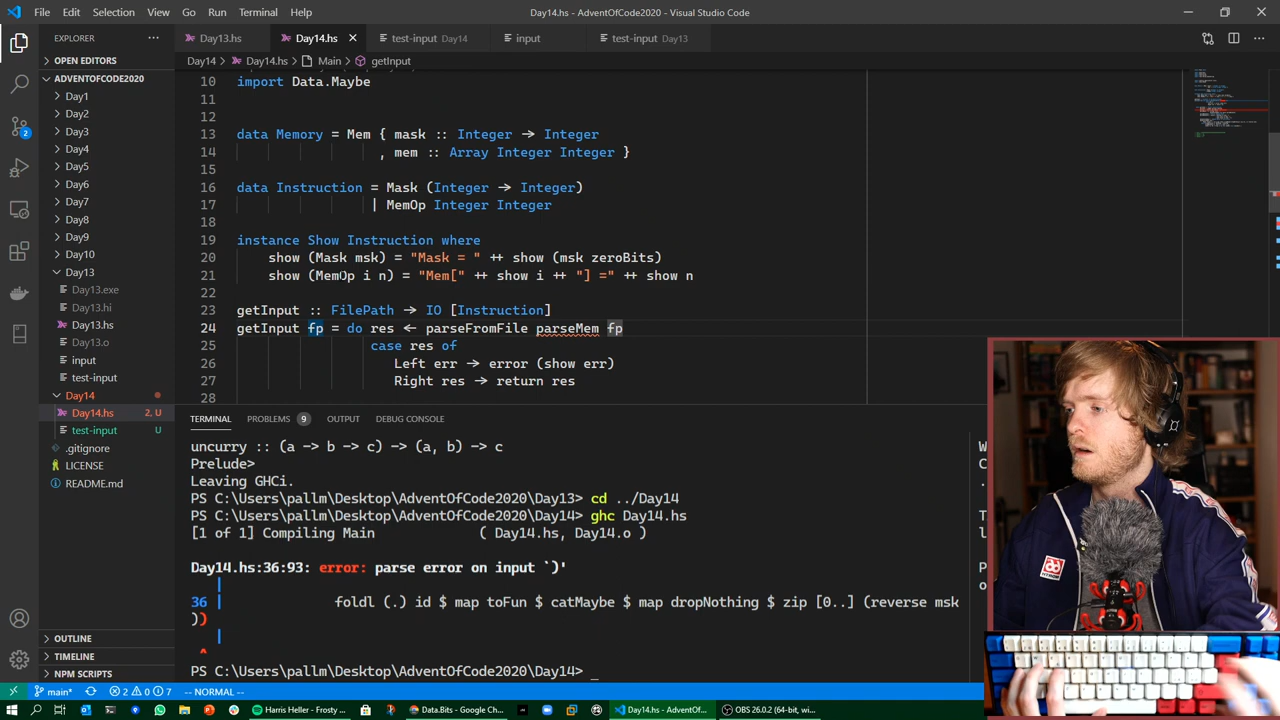 File Edit Selection View Go Run Terminal Help
Day14.hs - AdventOfCode2020 - Visual Studio Code
EXPLORER
OPEN EDITORS
ADVENTOFCODE2020
Day1
Day2
Day3
Day4
Day5
Day6
Day7
Day8
Day9
Day10
Day13
Day13.exe
Day13.hi
Day13.hs
Day13.o
input
test-input
Day14
Day14.hs 2, U
test-input U
.gitignore
LICENSE
README.md
OUTLINE
TIMELINE
NPM SCRIPTS
2
Day13.hs Day14.hs test-input Day14 input test-input Day13
Day14 > Day14.hs > Main > getInput
10 import Data.Maybe
11
12
13 data Memory = Mem { mask :: Integer → Integer
14 , mem :: Array Integer Integer }
15
16 data Instruction = Mask (Integer → Integer)
17 | MemOp Integer Integer
18
19 instance Show Instruction where
20 show (Mask msk) = "Mask = " ++ show (msk zeroBits)
21 show (MemOp i n) = "Mem[" ++ show i ++ "] =" ++ show n
22
23 getInput :: FilePath → IO [Instruction]
24 getInput fp = do res ← parseFromFile parseMem fp
25 case res of
26 Left err → error (show err)
27 Right res → return res
28
TERMINAL PROBLEMS 9 OUTPUT DEBUG CONSOLE
uncurry :: (a -> b -> c) -> (a, b) -> c
Prelude>
Leaving GHCi.
PS C:\Users\pallm\Desktop\AdventOfCode2020\Day13> cd ../Day14
PS C:\Users\pallm\Desktop\AdventOfCode2020\Day14> ghc Day14.hs
[1 of 1] Compiling Main ( Day14.hs, Day14.o )
Day14.hs:36:93: error: parse error on input `)'
|
36 | foldl (.) id $ map toFun $ catMaybe $ map dropNothing $ zip [0..] (reverse msk
))
|
^
PS C:\Users\pallm\Desktop\AdventOfCode2020\Day14> _
main* 2 0 7 -- NORMAL --
Harris Heller - Frosty ...
Data.Bits - Google Ch...
Day14.hs - AdventOf...
OBS 26.0.2 (64-bit, wi...